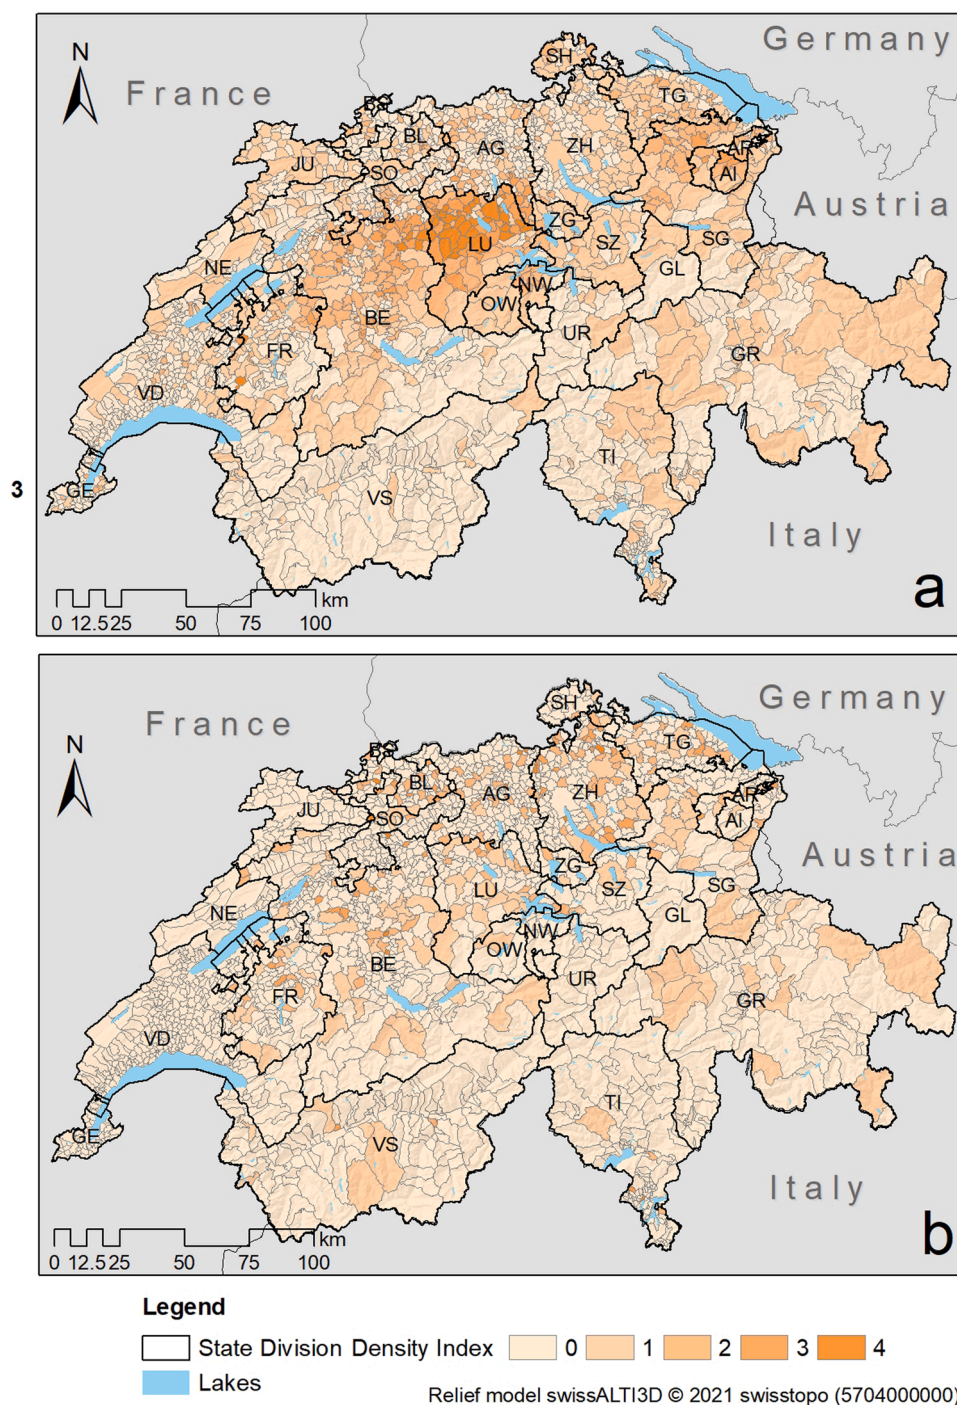 Germany
N
SH
France
TG
BS
BL
AG
ZH
AR
JU
SO
AI
Austria
ZG
LU
SZ
SG
NE
GL
NW
OW
BE
UR
FR
GR
VD
TI
3
GE
VS
Italy
km
0 12.5 25 50 75 100
a
Germany
SH
France
N
TG
BS
BL
AG
ZH
AR
JU
SO
AI
Austria
ZG
LU
SZ
SG
NE
GL
NW
OW
BE
UR
FR
GR
VD
TI
GE
VS
Italy
km
0 12.5 25 50 75 100
b
Legend
State Division Density Index 0 1 2 3 4
Lakes
Relief model swissALTI3D © 2021 swisstopo (5704000000)